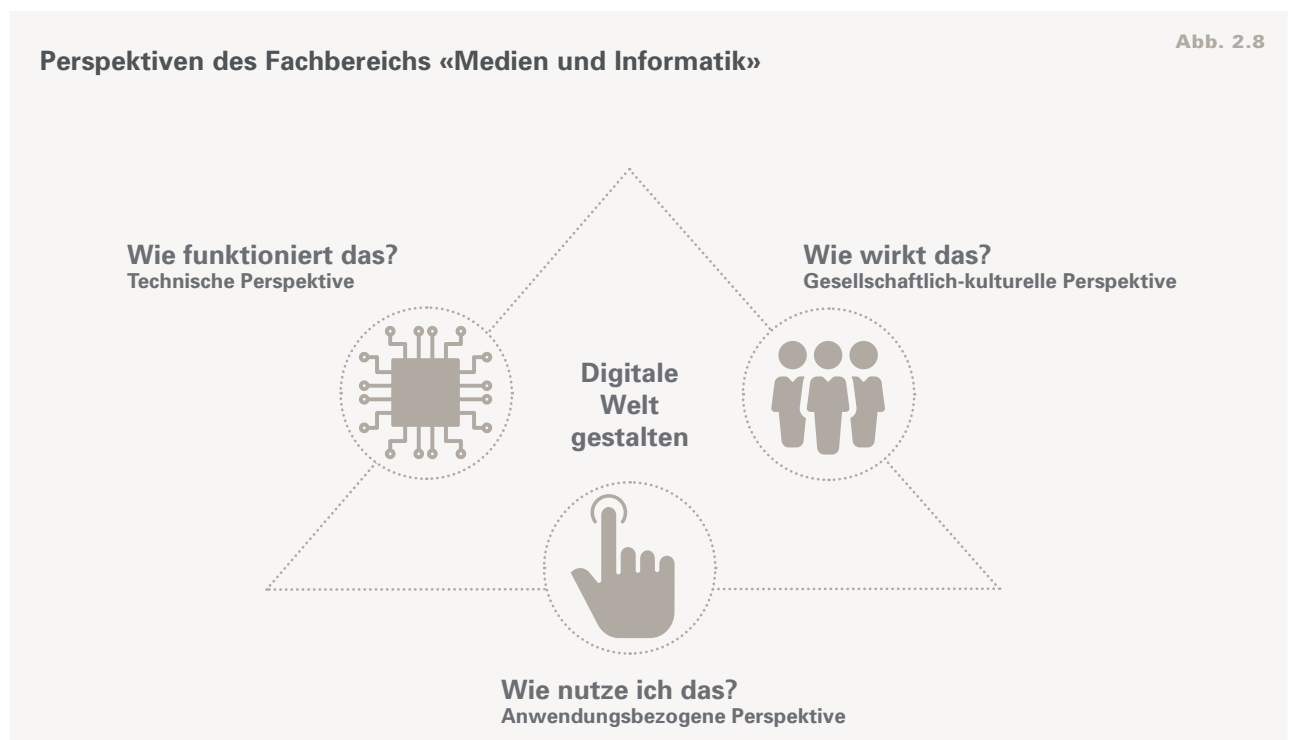 Abb. 2.8
Perspektiven des Fachbereichs «Medien und Informatik»
Wie funktioniert das?
Technische Perspektive
Wie wirkt das?
Gesellschaftlich-kulturelle Perspektive
Digitale
Welt
gestalten
Wie nutze ich das?
Anwendungsbezogene Perspektive